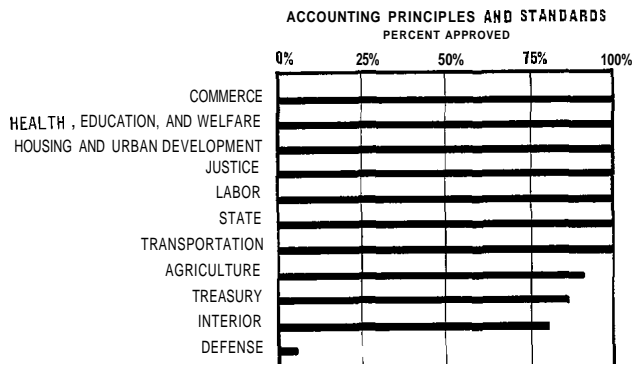 ACCOUNTING PRINCIPLES AND STANDARDS
PERCENT APPROVED
0% 25% 50% 75% 100%
COMMERCE
HEALTH , EDUCATION, AND WELFARE
HOUSING AND URBAN DEVELOPMENT
JUSTICE
LABOR
STATE
TRANSPORTATION
AGRICULTURE
TREASURY
INTERIOR
DEFENSE